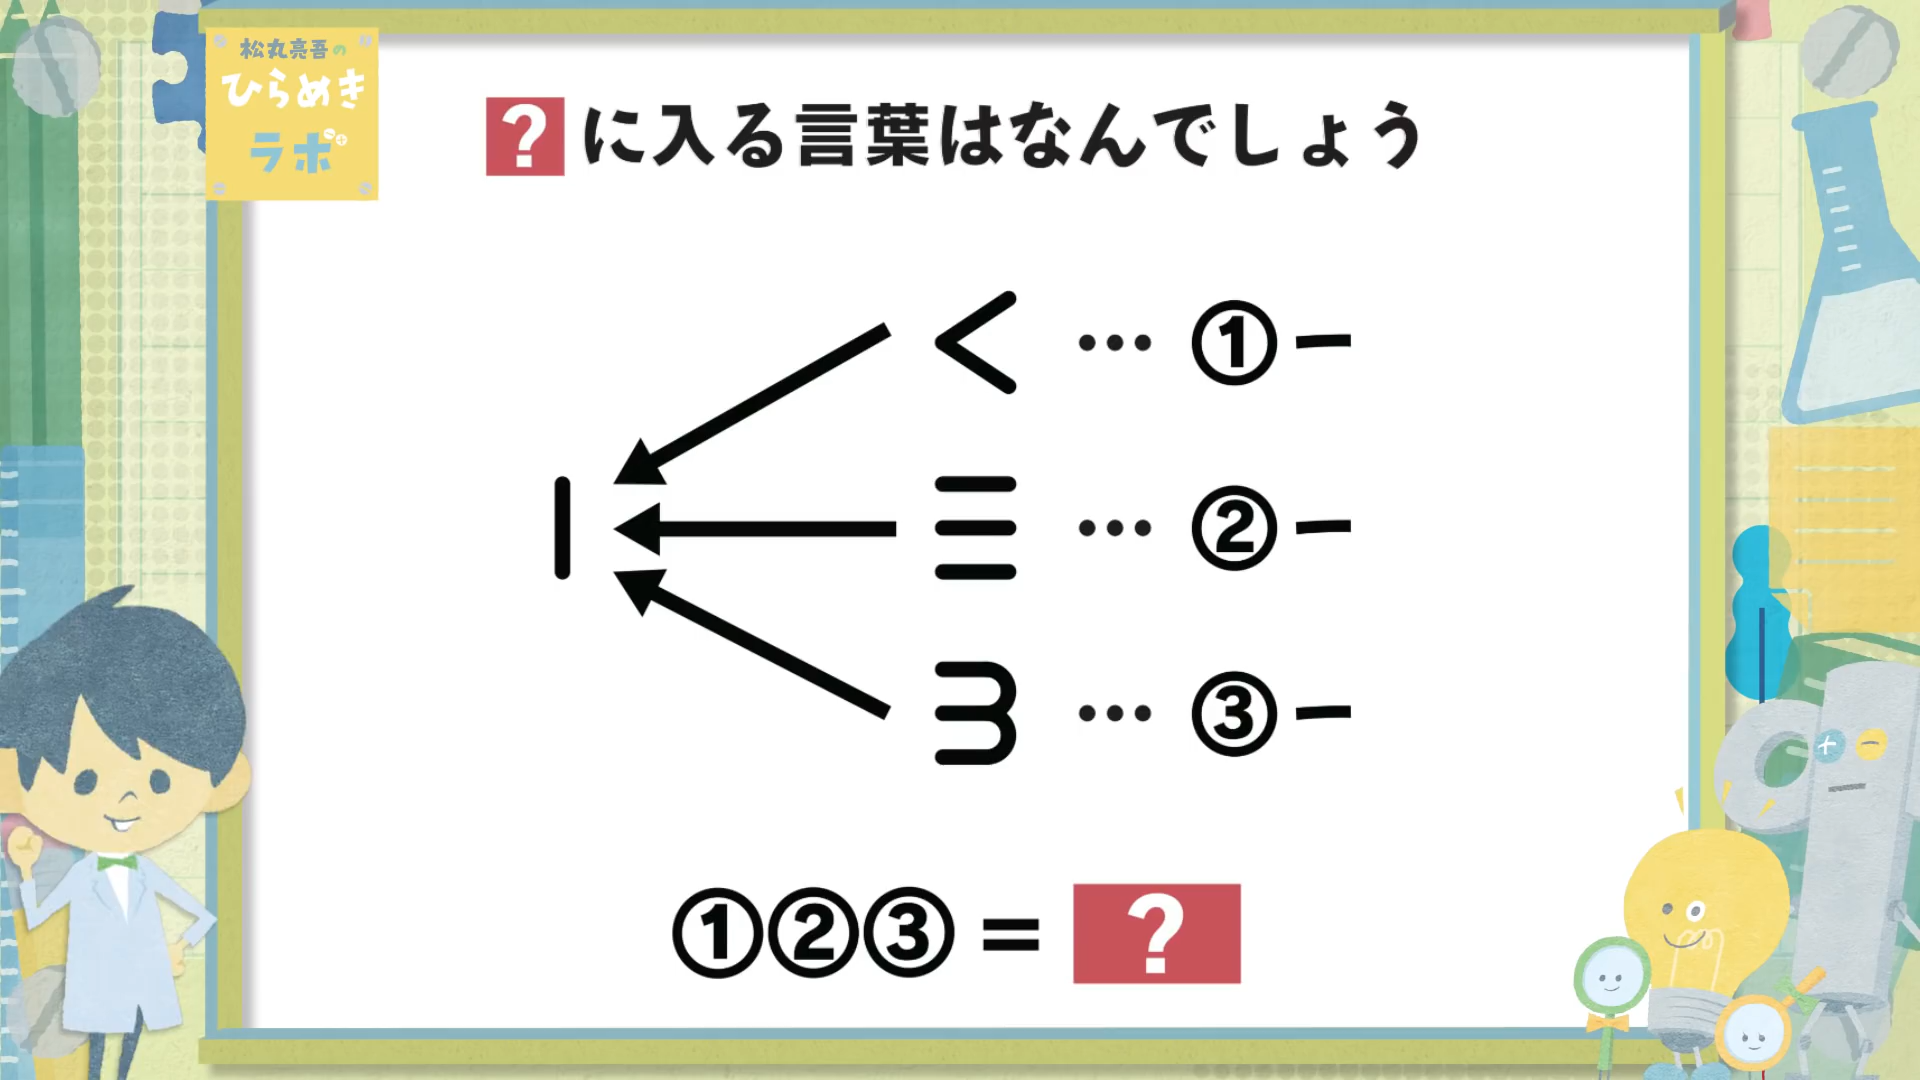 松丸亮吾の
ひらめき
ラボ
?に入る言葉はなんでしょう
< … ①ー
I
三 … ②ー
ヨ … ③ー
①②③ = ?